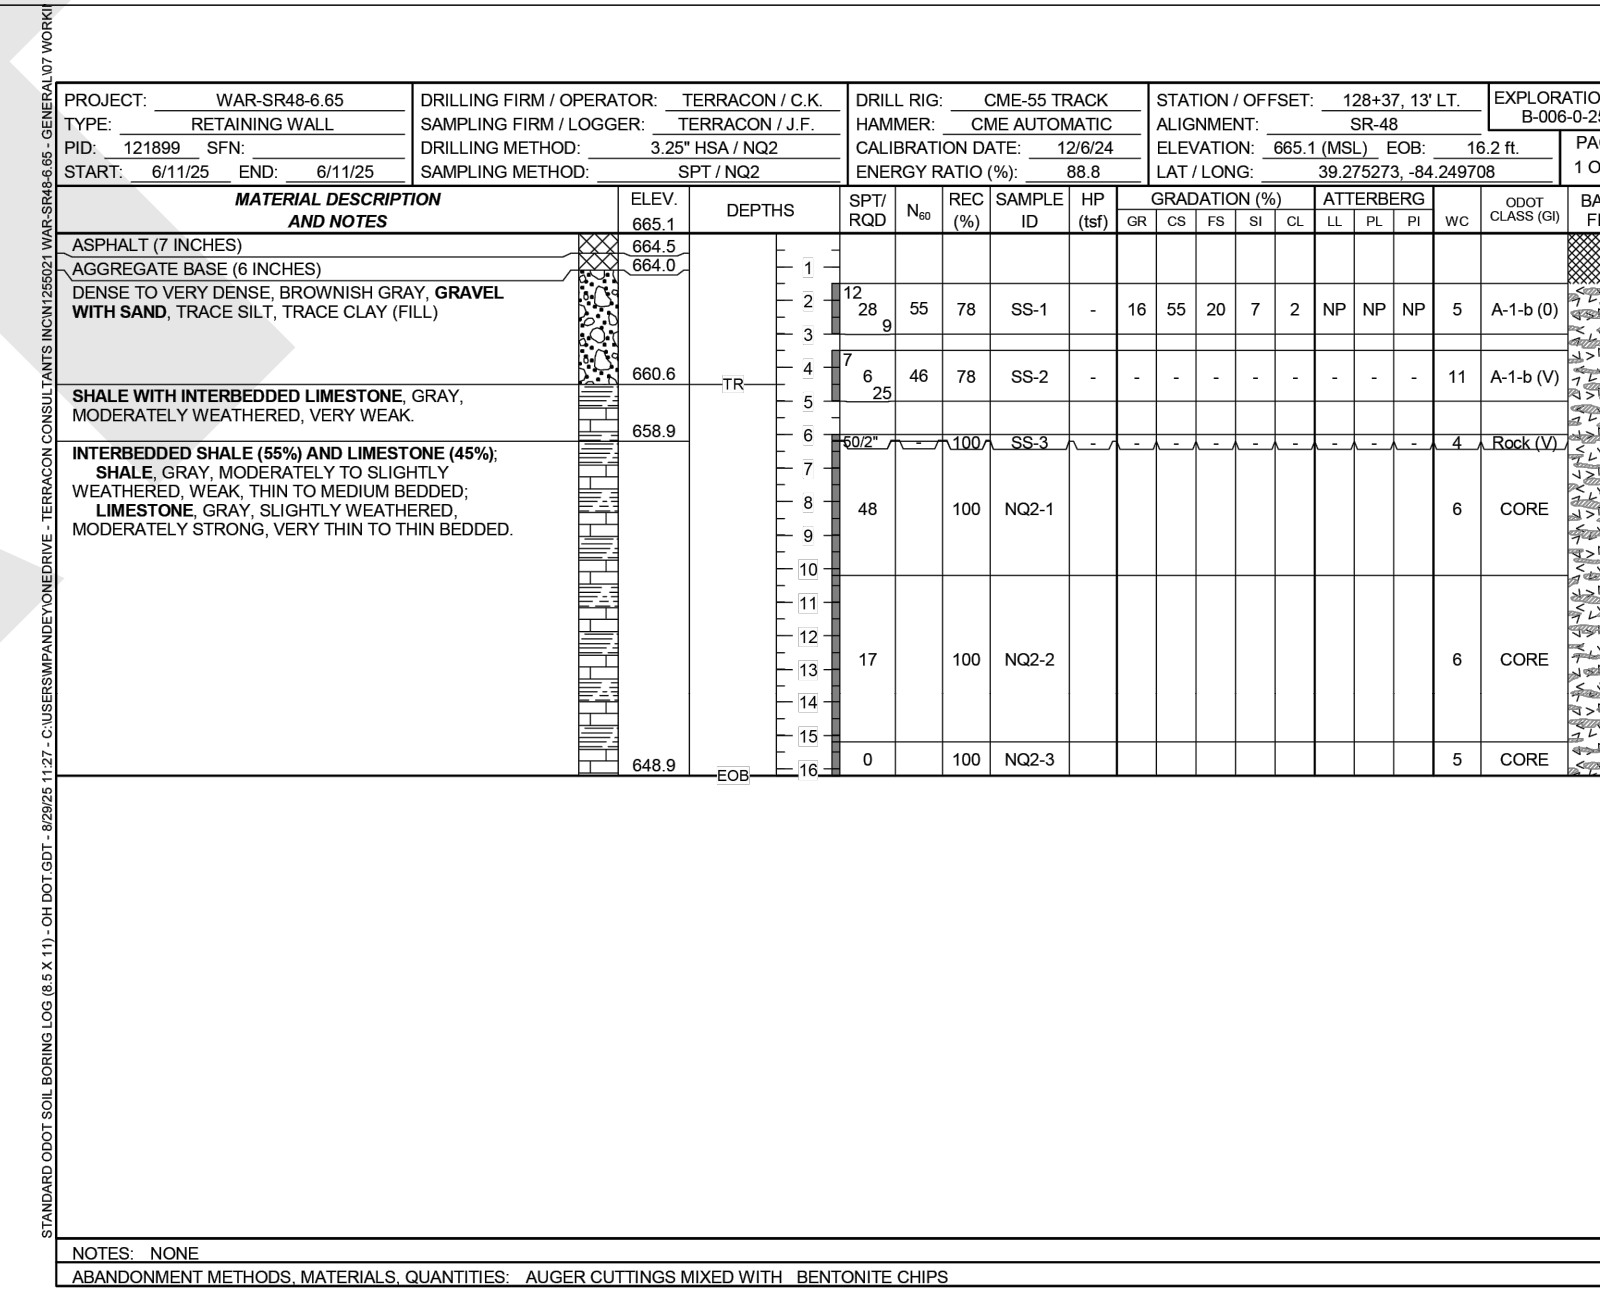 PROJECT: WAR-SR48-6.65 DRILLING FIRM / OPERATOR: TERRACON / C.K. DRILL RIG: CME-55 TRACK STATION / OFFSET: 128+37, 13' LT.
TYPE: RETAINING WALL SAMPLING FIRM / LOGGER: TERRACON / J.F. HAMMER: CME AUTOMATIC ALIGNMENT: SR-48 B-006-0-25
PID: 121899 SFN: DRILLING METHOD: 3.25" HSA / NQ2 CALIBRATION DATE: 12/6/24 ELEVATION: 665.1 (MSL) EOB: 16.2 ft.
START: 6/11/25 END: 6/11/25 SAMPLING METHOD: SPT / NQ2 ENERGY RATIO (%): 88.8 LAT / LONG: 39.275273, -84.249708 1 O
MATERIAL DESCRIPTION ELEV. DEPTHS SPT/ N60 REC SAMPLE HP GRADATION (%) ATTERBERG ODOT
AND NOTES 665.1 RQD (%) ID (tsf) GR CS FS SI CL LL PL PI WC CLASS (GI)
ASPHALT (7 INCHES) 664.5
AGGREGATE BASE (6 INCHES) 664.0 1
DENSE TO VERY DENSE, BROWNISH GRAY, GRAVEL 2 12
WITH SAND, TRACE SILT, TRACE CLAY (FILL) 28 55 78 SS-1 - 16 55 20 7 2 NP NP NP 5 A-1-b (0)
9
3
7
4
660.6 TR 6 46 78 SS-2 - - - - - - - - - 11 A-1-b (V)
25
SHALE WITH INTERBEDDED LIMESTONE, GRAY, 5
MODERATELY WEATHERED, VERY WEAK.
658.9 6 50/2" - 100 SS-3 - - - - - - - - - 4 Rock (V)
INTERBEDDED SHALE (55%) AND LIMESTONE (45%);
SHALE, GRAY, MODERATELY TO SLIGHTLY 7
WEATHERED, WEAK, THIN TO MEDIUM BEDDED;
LIMESTONE, GRAY, SLIGHTLY WEATHERED, 8 48 100 NQ2-1 6 CORE
MODERATELY STRONG, VERY THIN TO THIN BEDDED. 9
10
11
12
17 100 NQ2-2 6 CORE
13
14
15
0 100 NQ2-3 5 CORE
648.9 EOB 16
NOTES: NONE
ABANDONMENT METHODS, MATERIALS, QUANTITIES: AUGER CUTTINGS MIXED WITH BENTONITE CHIPS
STANDARD ODOT SOIL BORING LOG (8.5 X 11) - OH DOT.GDT - 8/29/25 11:27 - C:\USERS\MPANDEY\ONEDRIVE - TERRACON CONSULTANTS INC\N1255021 WAR-SR48-6.65 - GENERAL\07